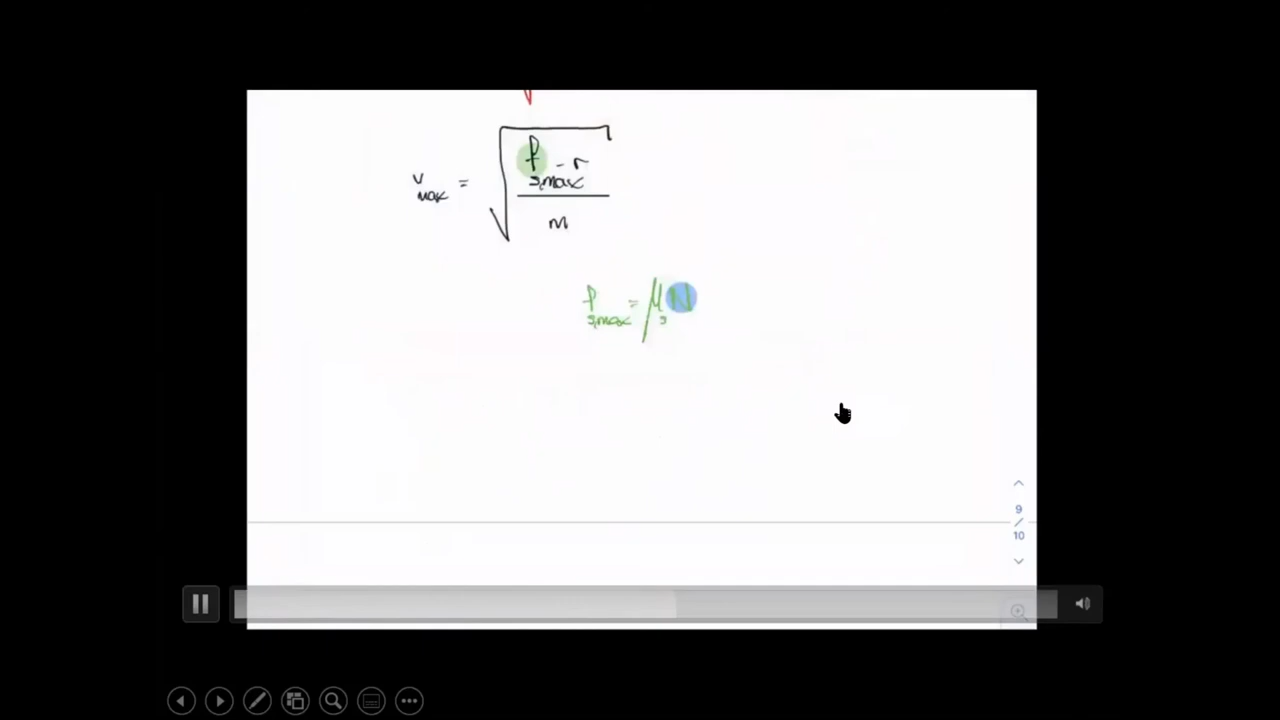 v_max = √((f_s,max - r) / m)
f_s,max = μ_s N
9
/
10